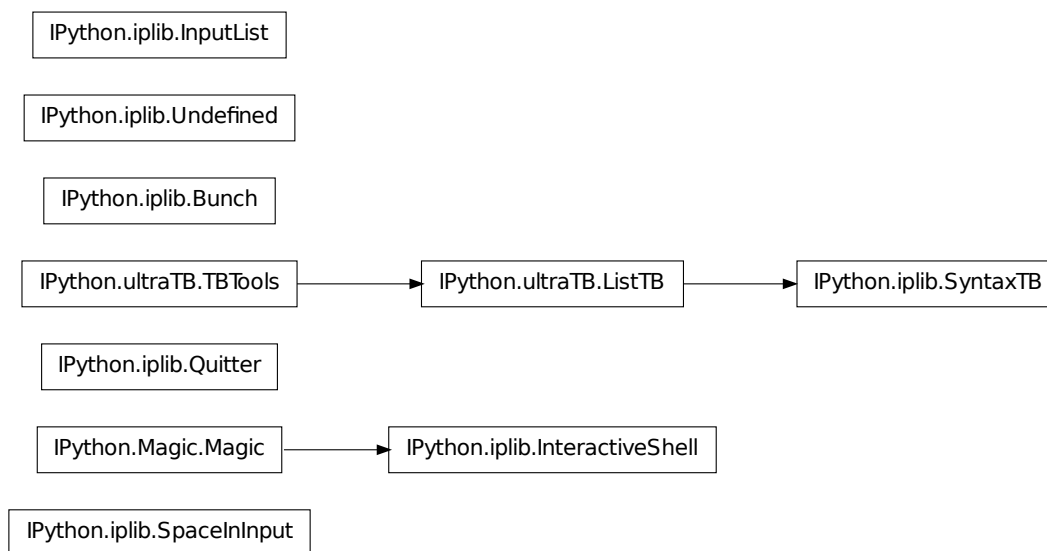 IPython.iplib.InputList
IPython.iplib.Undefined
IPython.iplib.Bunch
IPython.ultraTB.TBTools
IPython.ultraTB.ListTB
IPython.iplib.SyntaxTB
IPython.iplib.Quitter
IPython.Magic.Magic
IPython.iplib.InteractiveShell
IPython.iplib.SpaceInInput